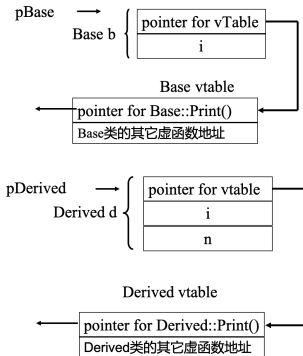 pBase
pointer for vTable
Base b
i
Base vtable
pointer for Base::Print()
Base类的其它虚函数地址
pDerived
pointer for vtable
Derived d
i
n
Derived vtable
pointer for Derived::Print()
Derived类的其它虚函数地址